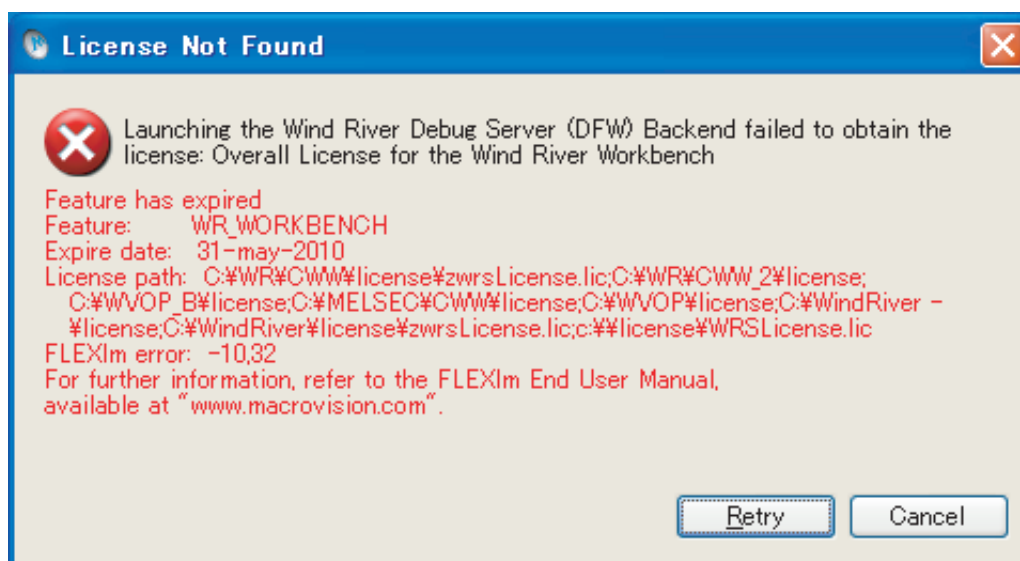 License Not Found
Launching the Wind River Debug Server (DFW) Backend failed to obtain the
license: Overall License for the Wind River Workbench
Feature has expired
Feature: WR_WORKBENCH
Expire date: 31-may-2010
License path: C:¥WR¥CWW¥license¥zwrsLicense.lic;C:¥WR¥CWW_2¥license;
C:¥WVOP_B¥license;C:¥MELSEC¥CWW¥license;C:¥WVOP¥license;C:¥WindRiver -
¥license;C:¥WindRiver¥license¥zwrsLicense.lic;c:¥¥license¥WRSLicense.lic
FLEXlm error: -10,32
For further information, refer to the FLEXlm End User Manual,
available at "www.macrovision.com".
Retry Cancel